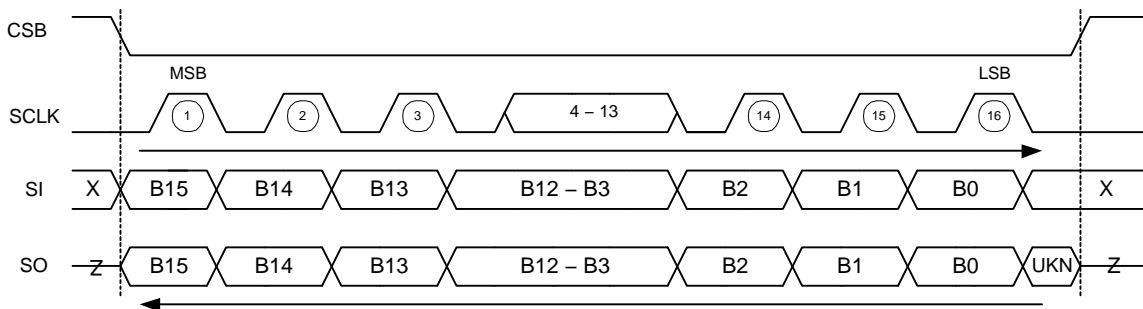 CSB
MSB LSB
SCLK 1 2 3 4 – 13 14 15 16
SI X B15 B14 B13 B12 – B3 B2 B1 B0 X
SO Z B15 B14 B13 B12 – B3 B2 B1 B0 UKN Z